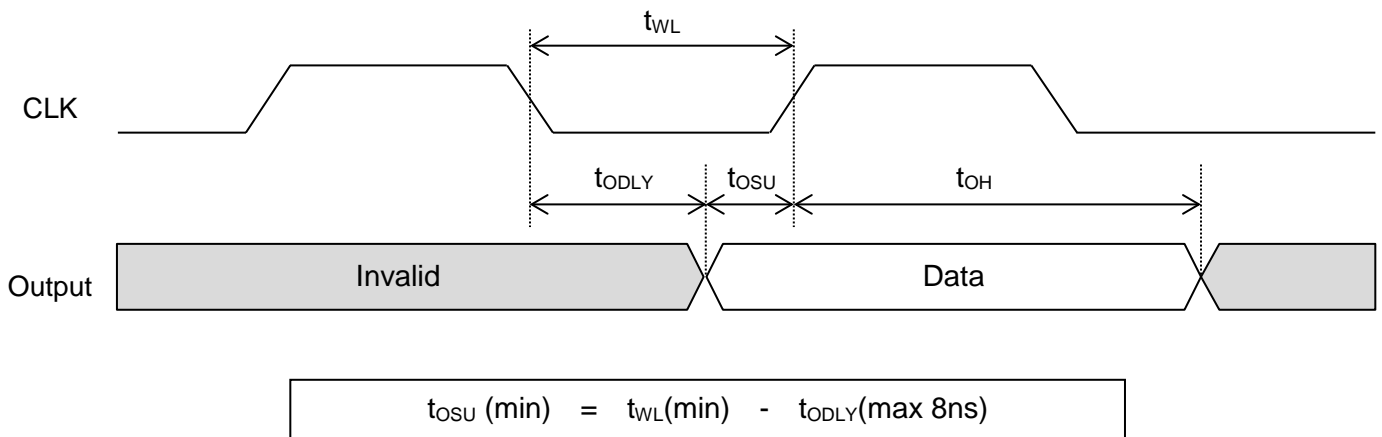 tWL
CLK
tODLY tOSU tOH
Output Invalid Data
tOSU (min) = tWL(min) - tODLY(max 8ns)